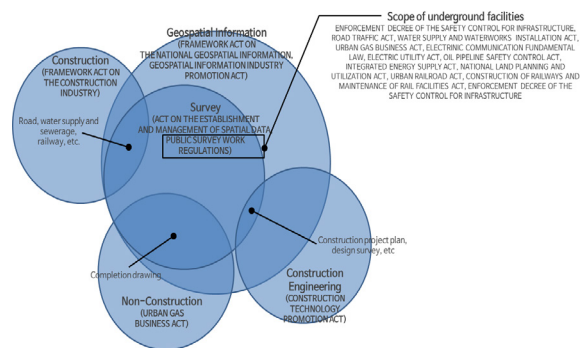 Scope of underground facilities
ENFORCEMENT DECREE OF THE SAFETY CONTROL FOR INFRASTRUCTURE,
ROAD TRAFFIC ACT, WATER SUPPLY AND WATERWORKS INSTALLATION ACT,
URBAN GAS BUSINESS ACT, ELECTRINIC COMMUNICATION FUNDAMENTAL
LAW, ELECTRIC UTILITY ACT, OIL PIPELINE SAFETY CONTROL ACT,
INTEGRATED ENERGY SUPPLY ACT, NATIONAL LAND PLANNING AND
UTILIZATION ACT, URBAN RAILROAD ACT, CONSTRUCTION OF RAILWAYS AND
MAINTENANCE OF RAIL FACILITIES ACT, ENFORCEMENT DECREE OF THE
SAFETY CONTROL FOR INFRASTRUCTURE
Geospatial Information
(FRAMEWORK ACT ON
THE NATIONAL GEOSPATIAL INFORMATION,
GEOSPATIAL INFORMATION INDUSTRY
PROMOTION ACT)
Construction
(FRAMEWORK ACT ON
THE CONSTRUCTION
INDUSTRY)
Road, water supply and
sewerage,
railway, etc.
Survey
(ACT ON THE ESTABLISHMENT
AND MANAGEMENT OF SPATIAL DATA,
PUBLIC SURVEY WORK
REGULATIONS)
Construction project plan,
design survey, etc
Completion drawing
Construction
Engineering
(CONSTRUCTION
TECHNOLOGY
PROMOTION ACT)
Non-Construction
(URBAN GAS
BUSINESS ACT)